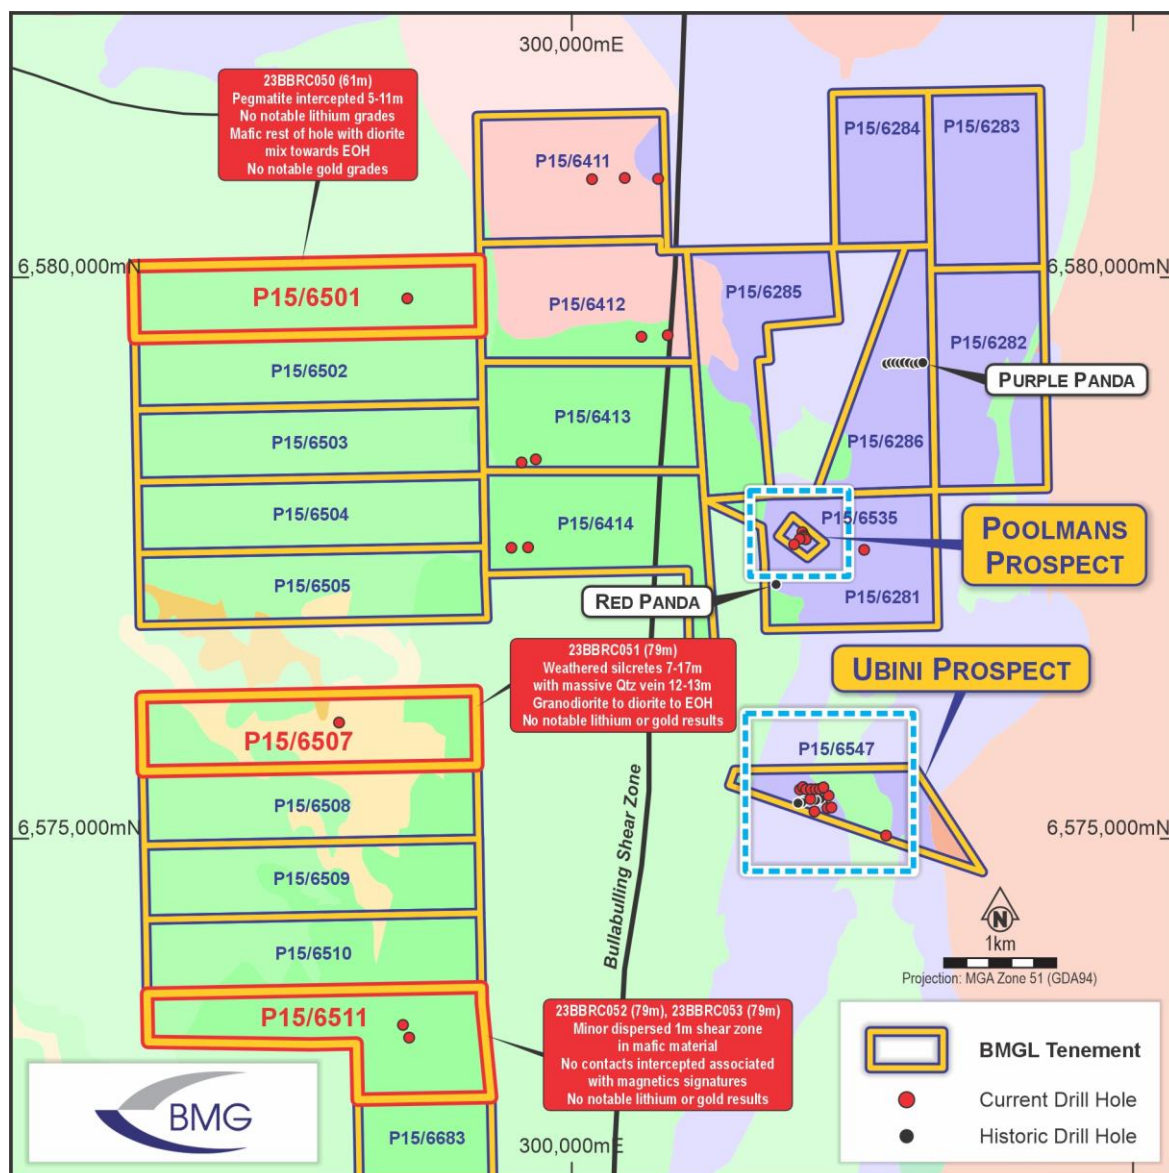 300,000mE
23BBRC050 (61m)
Pegmatite intercepted 5-11m
No notable lithium grades
Mafic rest of hole with diorite
mix towards EOH
No notable gold grades
P15/6411
P15/6284
P15/6283
6,580,000mN
6,580,000mN
P15/6501
P15/6412
P15/6285
P15/6282
P15/6502
PURPLE PANDA
P15/6503
P15/6413
P15/6286
P15/6504
P15/6414
P15/6535
POOLMANS
PROSPECT
P15/6505
RED PANDA
P15/6281
23BBRC051 (79m)
Weathered silcretes 7-17m
with massive Qtz vein 12-13m
Granodiorite to diorite to EOH
No notable lithium or gold results
UBINI PROSPECT
P15/6507
P15/6547
P15/6508
Bullabulling Shear Zone
6,575,000mN
6,575,000mN
P15/6509
P15/6510
N
1km
Projection: MGA Zone 51 (GDA94)
P15/6511
23BBRC052 (79m), 23BBRC053 (79m)
Minor dispersed 1m shear zone
in mafic material
No contacts intercepted associated
with magnetics signatures
No notable lithium or gold results
BMGL Tenement
Current Drill Hole
Historic Drill Hole
BMG
P15/6683
300,000mE